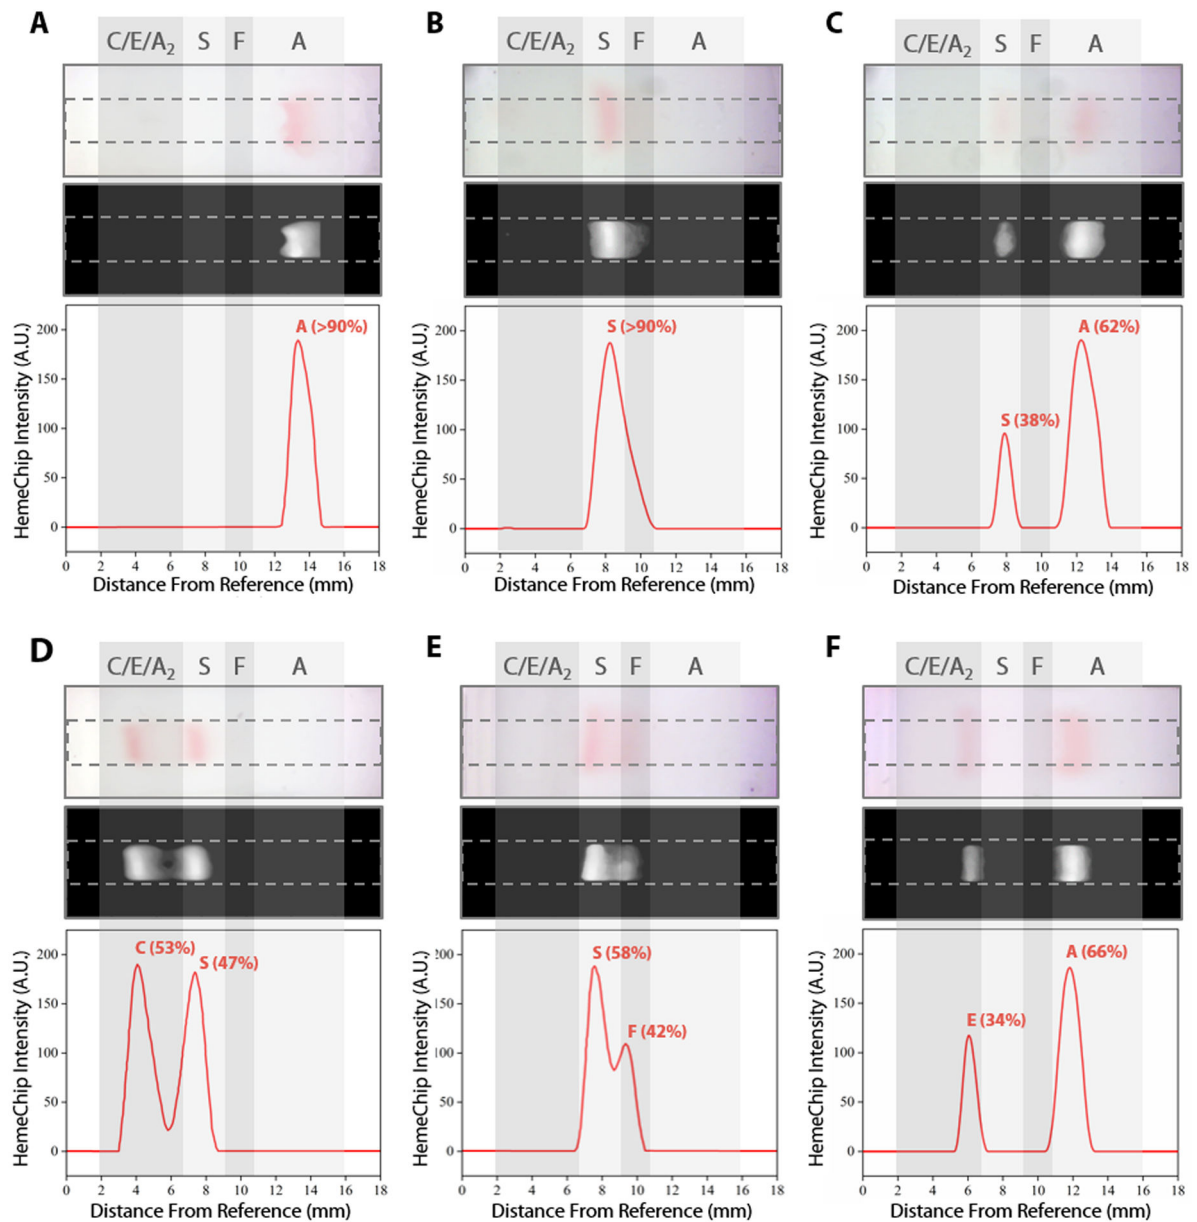 A
C/E/A₂ S F A
HemeChip Intensity (A.U.)
200
150
100
50
0
A (>90%)
0 2 4 6 8 10 12 14 16 18
Distance From Reference (mm)
B
C/E/A₂ S F A
HemeChip Intensity (A.U.)
200
150
100
50
0
S (>90%)
0 2 4 6 8 10 12 14 16 18
Distance From Reference (mm)
C
C/E/A₂ S F A
HemeChip Intensity (A.U.)
200
150
100
50
0
A (62%)
S (38%)
0 2 4 6 8 10 12 14 16 18
Distance From Reference (mm)
D
C/E/A₂ S F A
HemeChip Intensity (A.U.)
200
150
100
50
0
C (53%)
S (47%)
0 2 4 6 8 10 12 14 16 18
Distance From Reference (mm)
E
C/E/A₂ S F A
HemeChip Intensity (A.U.)
200
150
100
50
0
S (58%)
F (42%)
0 2 4 6 8 10 12 14 16 18
Distance From Reference (mm)
F
C/E/A₂ S F A
HemeChip Intensity (A.U.)
200
150
100
50
0
A (66%)
E (34%)
0 2 4 6 8 10 12 14 16 18
Distance From Reference (mm)